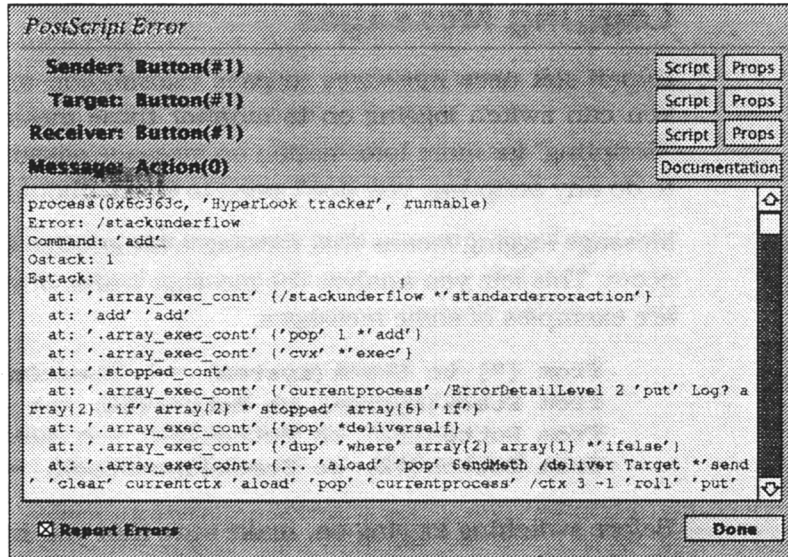 PostScript Error
Sender: Button(#1) Script Props
Target: Button(#1) Script Props
Receiver: Button(#1) Script Props
Message: Action(0) Documentation
process(0x6c363c, 'HyperLook tracker', runnable)
Error: /stackunderflow
Command: 'add'
Ostack: 1
Estack:
at: '.array_exec_cont' {/stackunderflow *'standarderroraction'}
at: 'add' 'add'
at: '.array_exec_cont' {'pop' 1 *'add'}
at: '.array_exec_cont' {'cvx' *'exec'}
at: '.stopped_cont'
at: '.array_exec_cont' {'currentprocess' /ErrorDetailLevel 2 'put' Log? a
rray{2} 'if' array{2} *'stopped' array{6} 'if'}
at: '.array_exec_cont' {'pop' *deliverself}
at: '.array_exec_cont' {'dup' 'where' array{2} array{1} *'ifelse'}
at: '.array_exec_cont' {... 'aload' 'pop' SendMeth /deliver Target *'send
' 'clear' currentctx 'aload' 'pop' 'currentprocess' /ctx 3 -1 'roll' 'put'
Report Errors Done